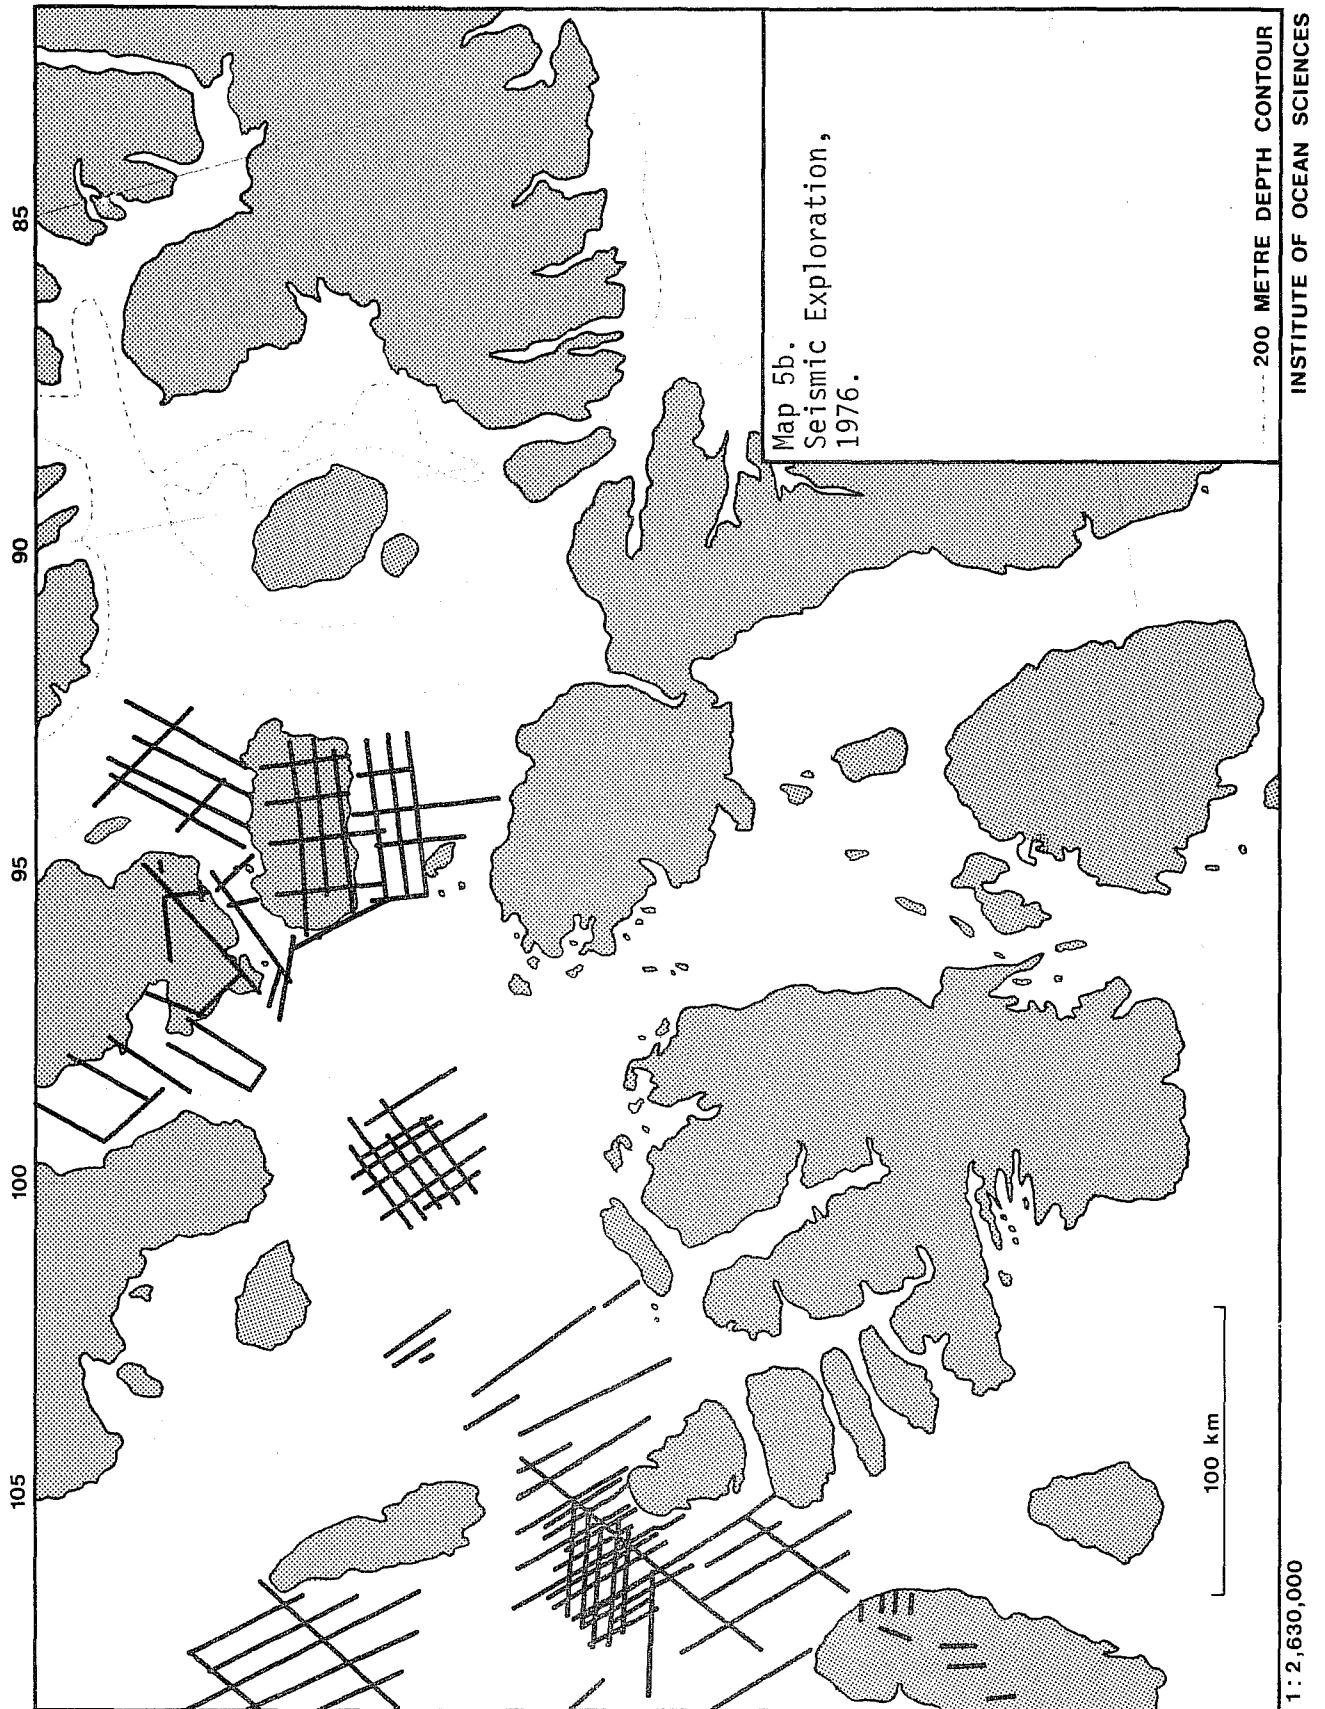 Map 5b.
Seismic Exploration,
1976.
200 METRE DEPTH CONTOUR
INSTITUTE OF OCEAN SCIENCES
1 : 2,630,000
100 km
105
100
95
90
85